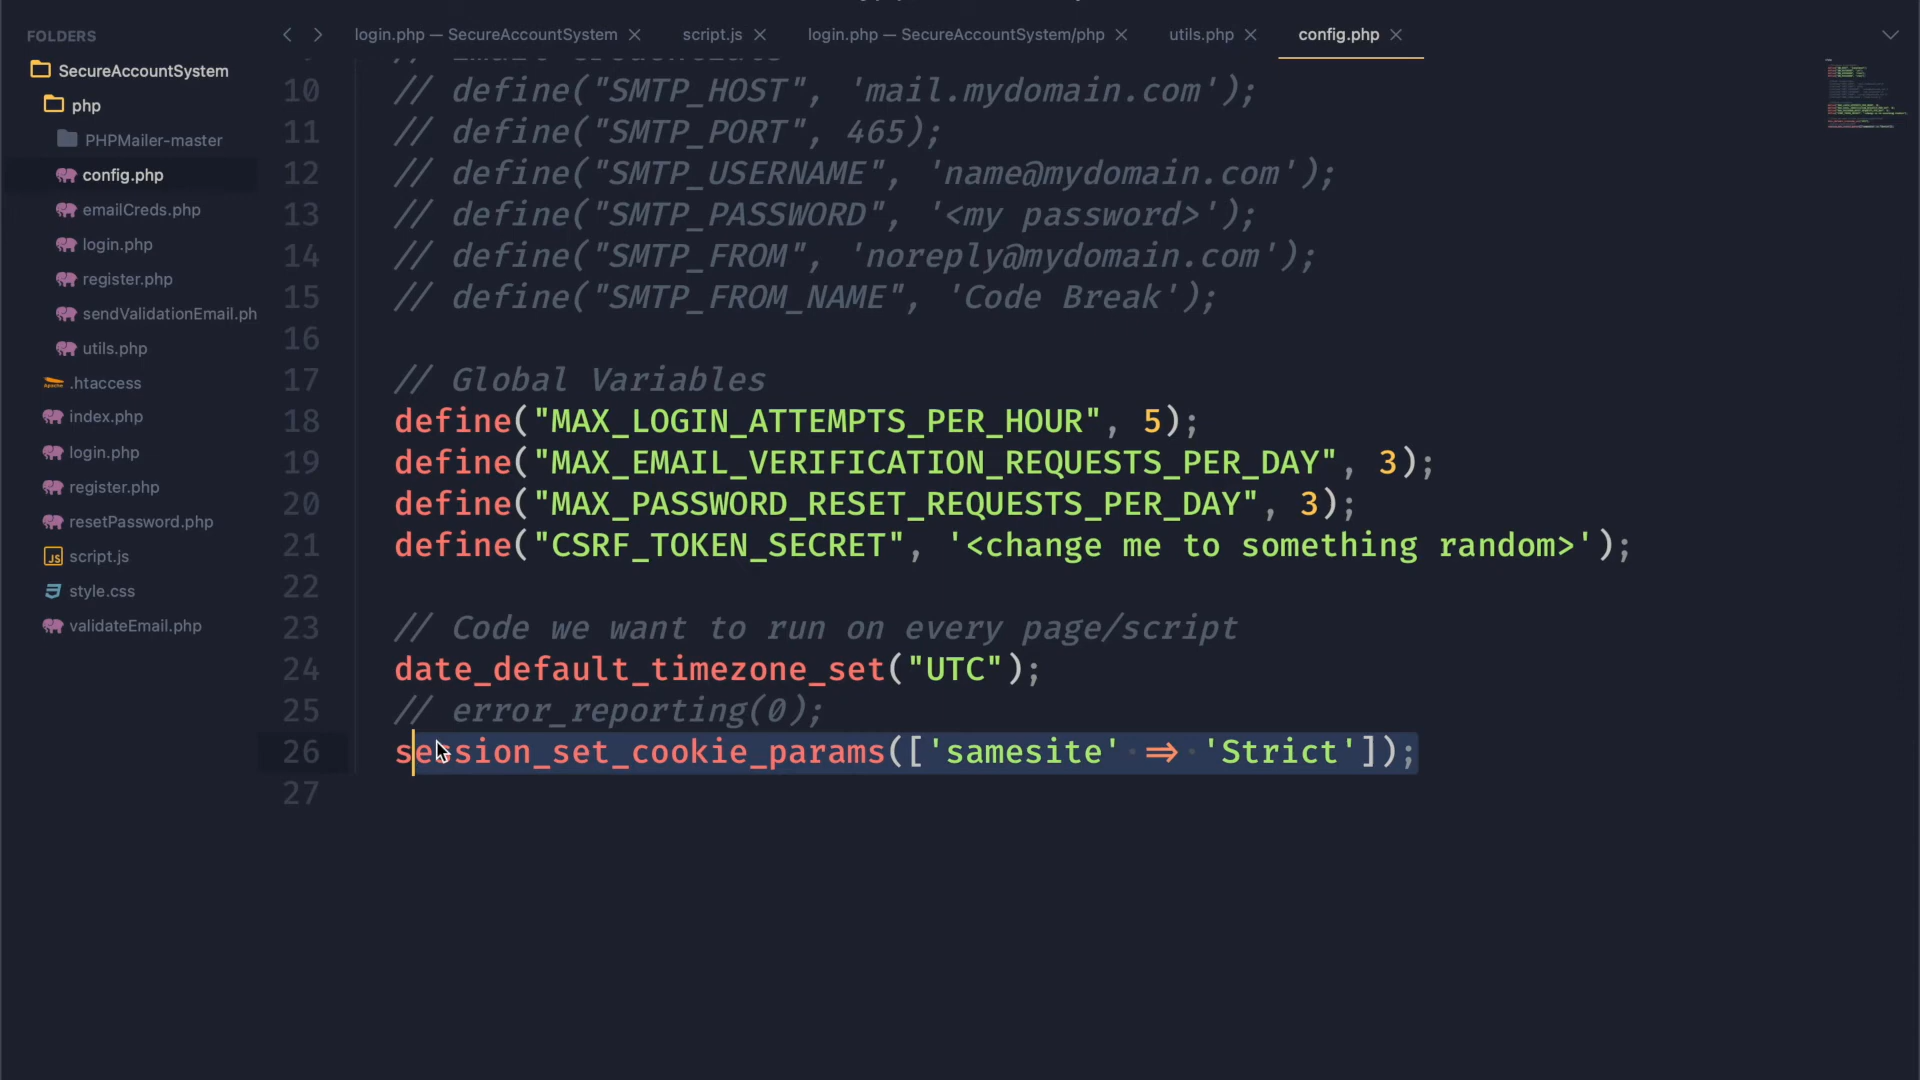 FOLDERS
SecureAccountSystem
php
PHPMailer-master
config.php
emailCreds.php
login.php
register.php
sendValidationEmail.ph
utils.php
.htaccess
index.php
login.php
register.php
resetPassword.php
script.js
style.css
validateEmail.php
login.php — SecureAccountSystem
script.js
login.php — SecureAccountSystem/php
utils.php
config.php
10 // define("SMTP_HOST", 'mail.mydomain.com');
11 // define("SMTP_PORT", 465);
12 // define("SMTP_USERNAME", 'name@mydomain.com');
13 // define("SMTP_PASSWORD", '<my password>');
14 // define("SMTP_FROM", 'noreply@mydomain.com');
15 // define("SMTP_FROM_NAME", 'Code Break');
16
17 // Global Variables
18 define("MAX_LOGIN_ATTEMPTS_PER_HOUR", 5);
19 define("MAX_EMAIL_VERIFICATION_REQUESTS_PER_DAY", 3);
20 define("MAX_PASSWORD_RESET_REQUESTS_PER_DAY", 3);
21 define("CSRF_TOKEN_SECRET", '<change me to something random>');
22
23 // Code we want to run on every page/script
24 date_default_timezone_set("UTC");
25 // error_reporting(0);
26 session_set_cookie_params(['samesite' => 'Strict']);
27